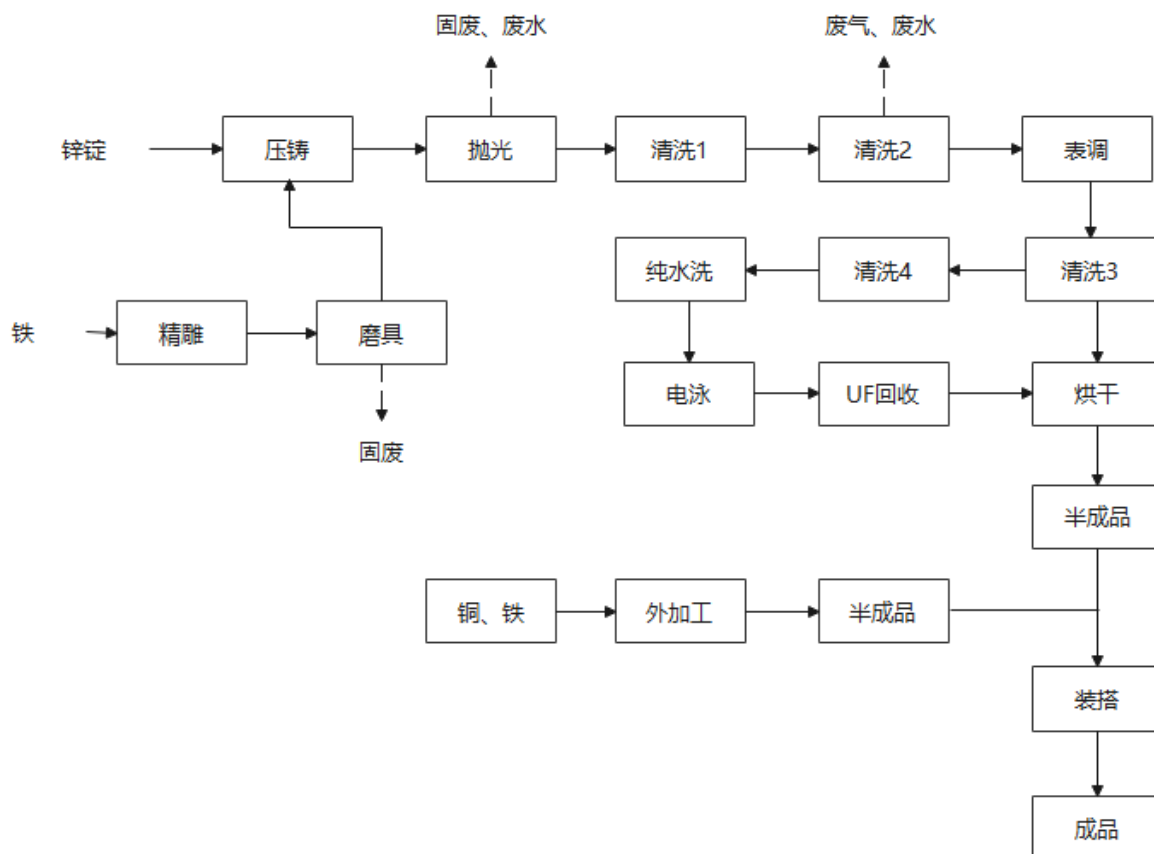 固废、废水
废气、废水
锌锭
压铸
抛光
清洗1
清洗2
表调
纯水洗
清洗4
清洗3
铁
精雕
磨具
电泳
UF回收
烘干
固废
半成品
铜、铁
外加工
半成品
装搭
成品